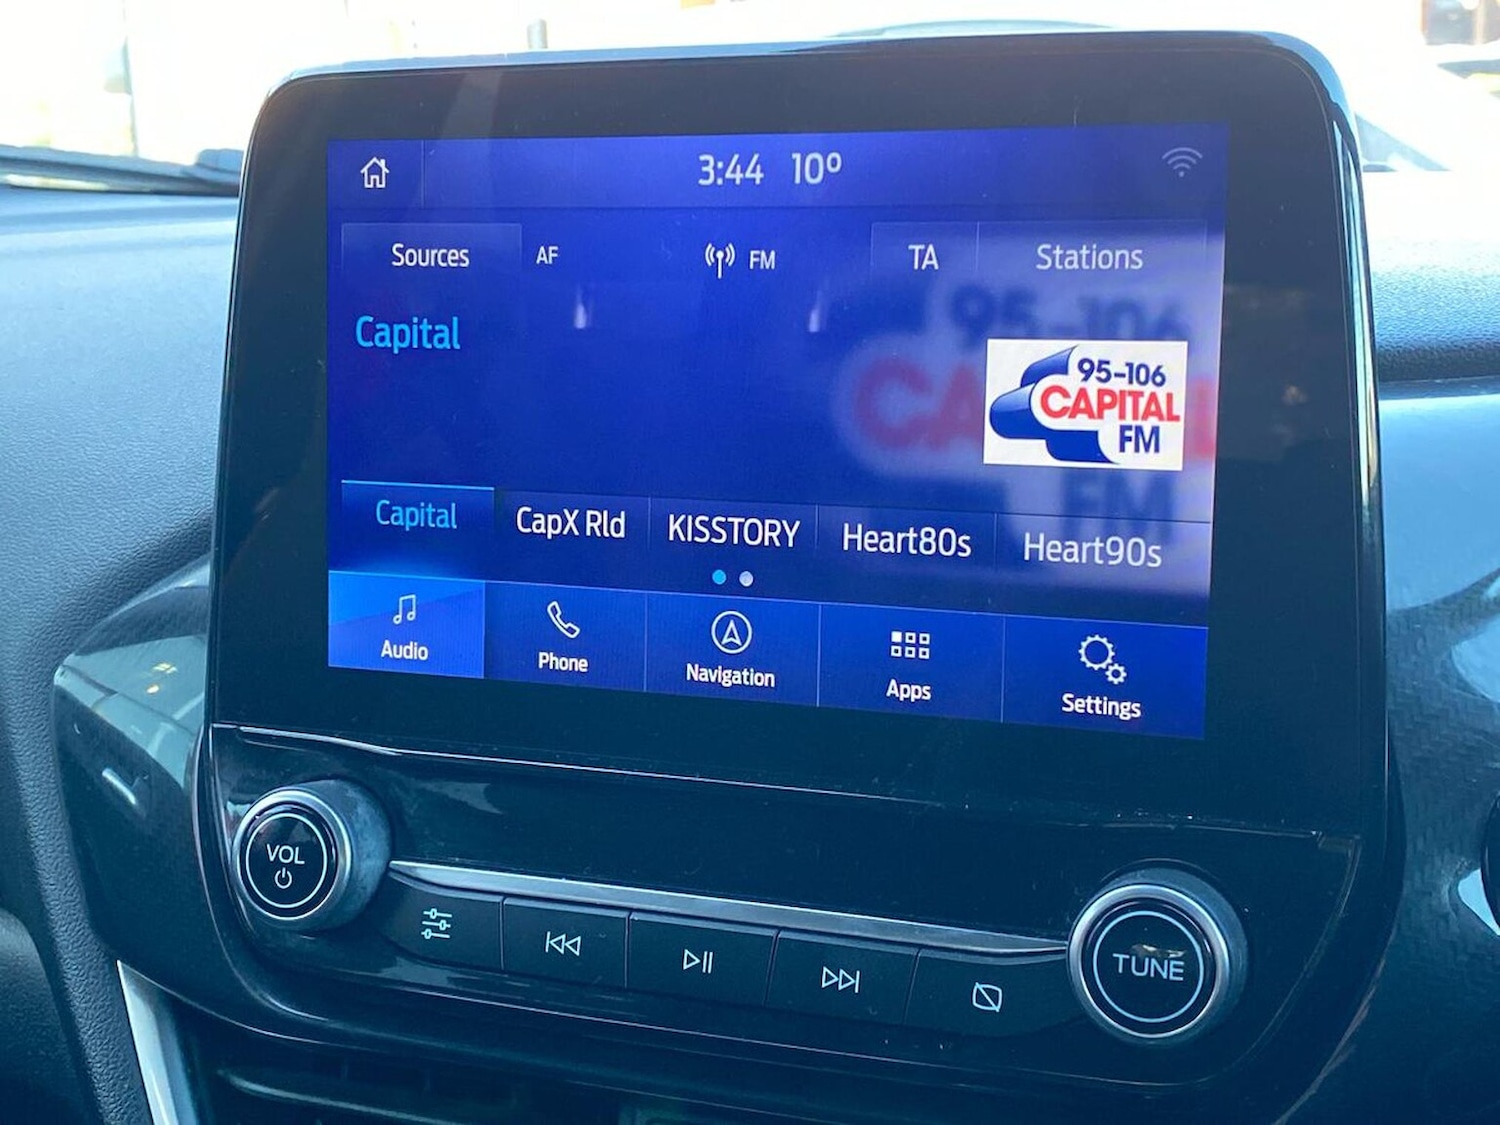 3:44 10°
Sources AF FM TA Stations
Capital
95-106
CAPITAL
FM
Capital CapX Rld KISSTORY Heart80s Heart90s
Audio Phone Navigation Apps Settings
VOL
TUNE